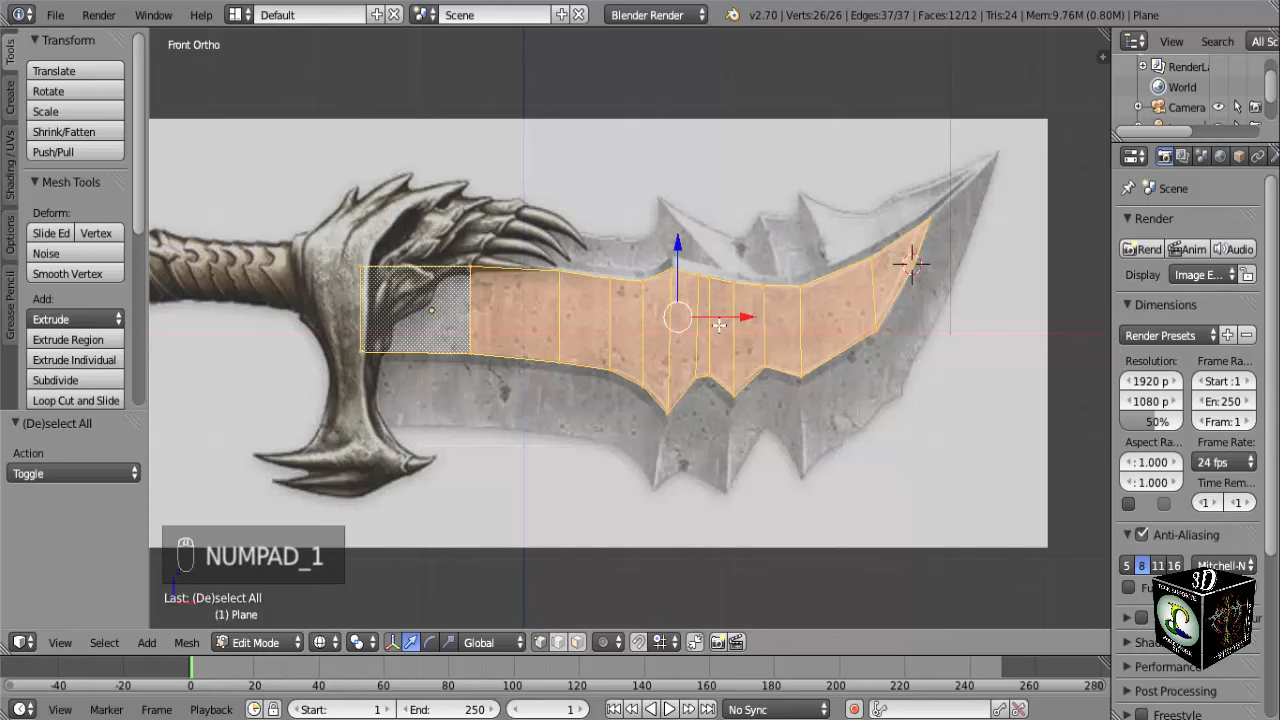 File Render Window Help Default Scene Blender Render v2.70 | Verts:26/26 | Edges:37/37 | Faces:12/12 | Tris:24 | Mem:9.76M (0.80M) | Plane
Tools
Create
Shading / UVs
Options
Grease Pencil
Transform
Translate
Rotate
Scale
Shrink/Fatten
Push/Pull
Mesh Tools
Deform:
Slide Ed Vertex
Noise
Smooth Vertex
Add:
Extrude
Extrude Region
Extrude Individual
Subdivide
Loop Cut and Slide
(De)select All
Action
Toggle
Front Ortho
NUMPAD_1
Last: (De)select All
(1) Plane
View Select Add Mesh Edit Mode Global
-40 -20 0 20 40 60 80 100 120 140 160 180 200 220 240 260 280
View Marker Frame Playback Start: 1 End: 250 1 No Sync
View Search All Sc
RenderLa
World
Camera
Scene
Render
Rend Anim Audio
Display Image E...
Dimensions
Render Presets
Resolution: Frame Ra...
1920 p Start :1
1080 p En: 250
50% Fram: 1
Aspect Ra... Frame Rate:
: 1.000 24 fps
: 1.000 Time Rem...
1 1
Anti-Aliasing
5 8 11 16 Mitchell-N
Performance
Post Processing
Freestyle
3D